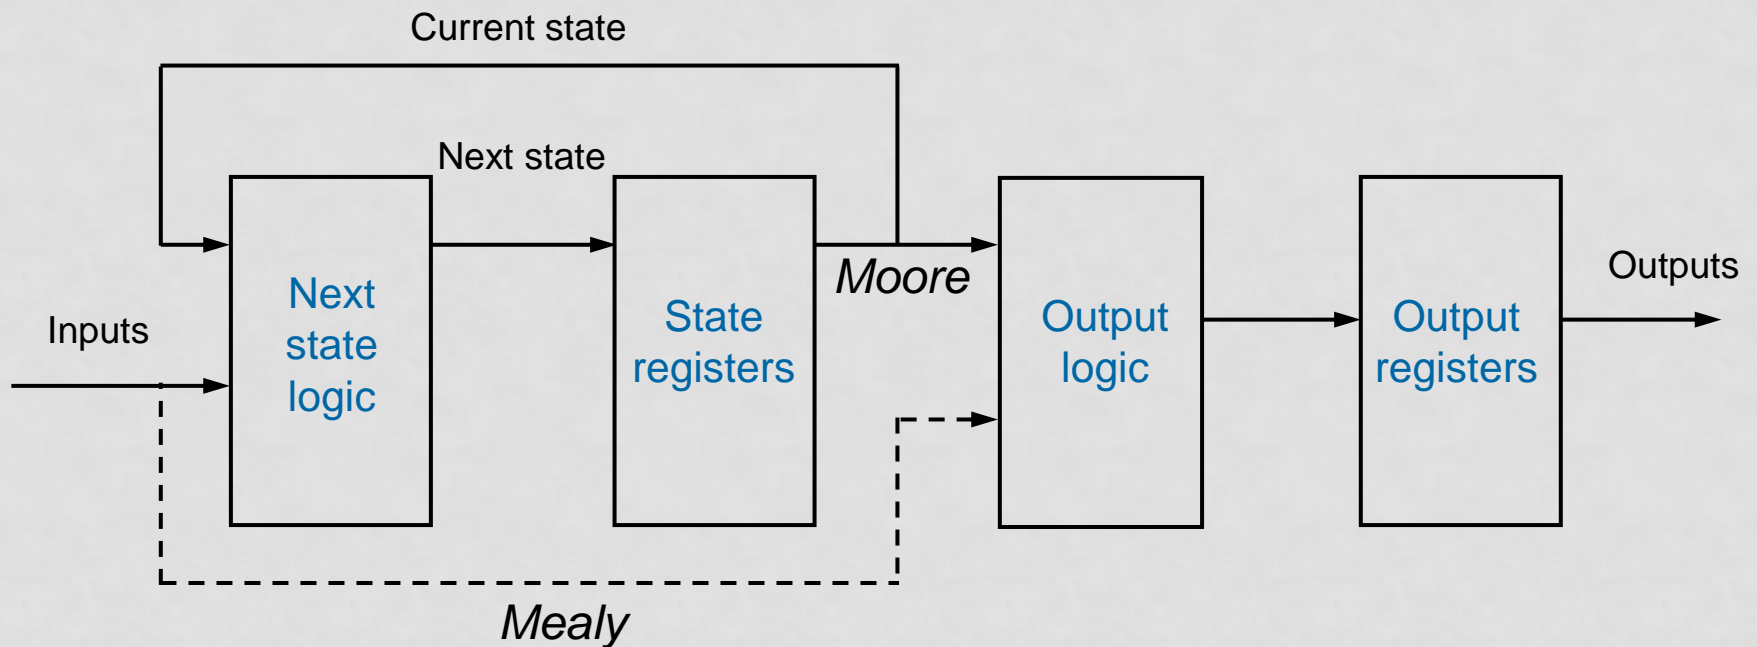 Current state
Next state
Inputs
Next
state
logic
State
registers
Moore
Output
logic
Output
registers
Outputs
Mealy